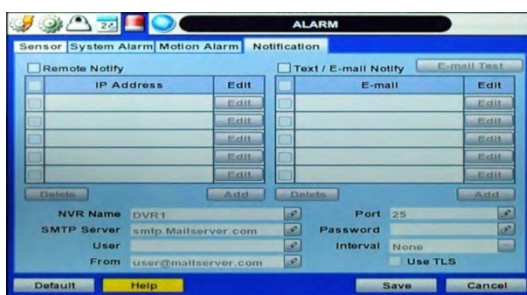 24
ALARM
Sensor System Alarm Motion Alarm Notification
Remote Notify
IP Address Edit
Edit
Edit
Edit
Edit
Edit
Delete Add
Text / E-mail Notify E-mail Test
E-mail Edit
Edit
Edit
Edit
Edit
Edit
Delete Add
NVR Name DVR1
SMTP Server smtp.Mailserver.com
User
From user@mailserver.com
Port 25
Password
Interval None
Use TLS
Default Help Save Cancel